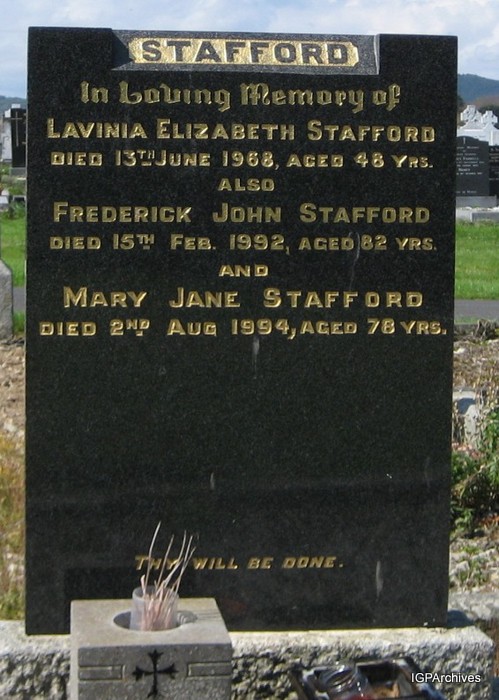 STAFFORD
In Loving Memory of
LAVINIA ELIZABETH STAFFORD
DIED 13TH JUNE 1968, AGED 48 YRS.
ALSO
FREDERICK JOHN STAFFORD
DIED 15TH FEB. 1992, AGED 82 YRS.
AND
MARY JANE STAFFORD
DIED 2ND AUG 1994, AGED 78 YRS.
THY WILL BE DONE.
IGPArchives